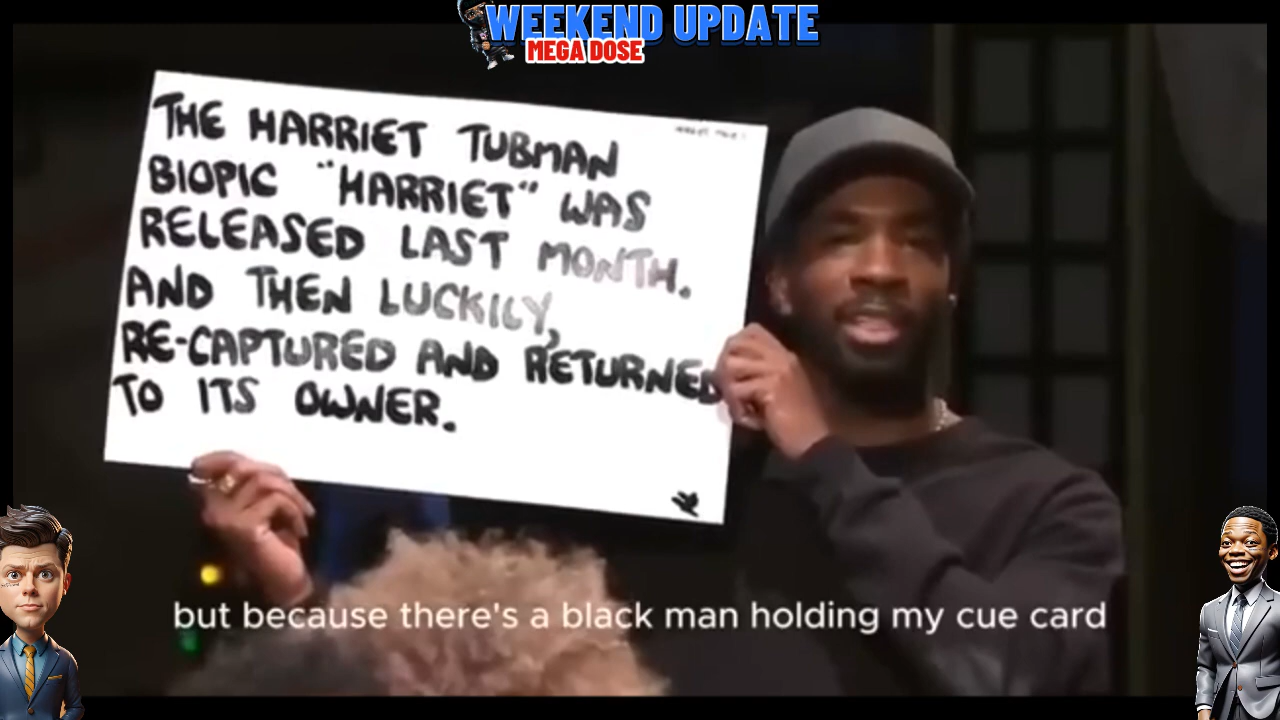 WEEKEND UPDATE
MEGA DOSE
THE HARRIET TUBMAN
BIOPIC "HARRIET" WAS
RELEASED LAST MONTH.
AND THEN LUCKILY,
RE-CAPTURED AND RETURNED
TO ITS OWNER.
but because there's a black man holding my cue card